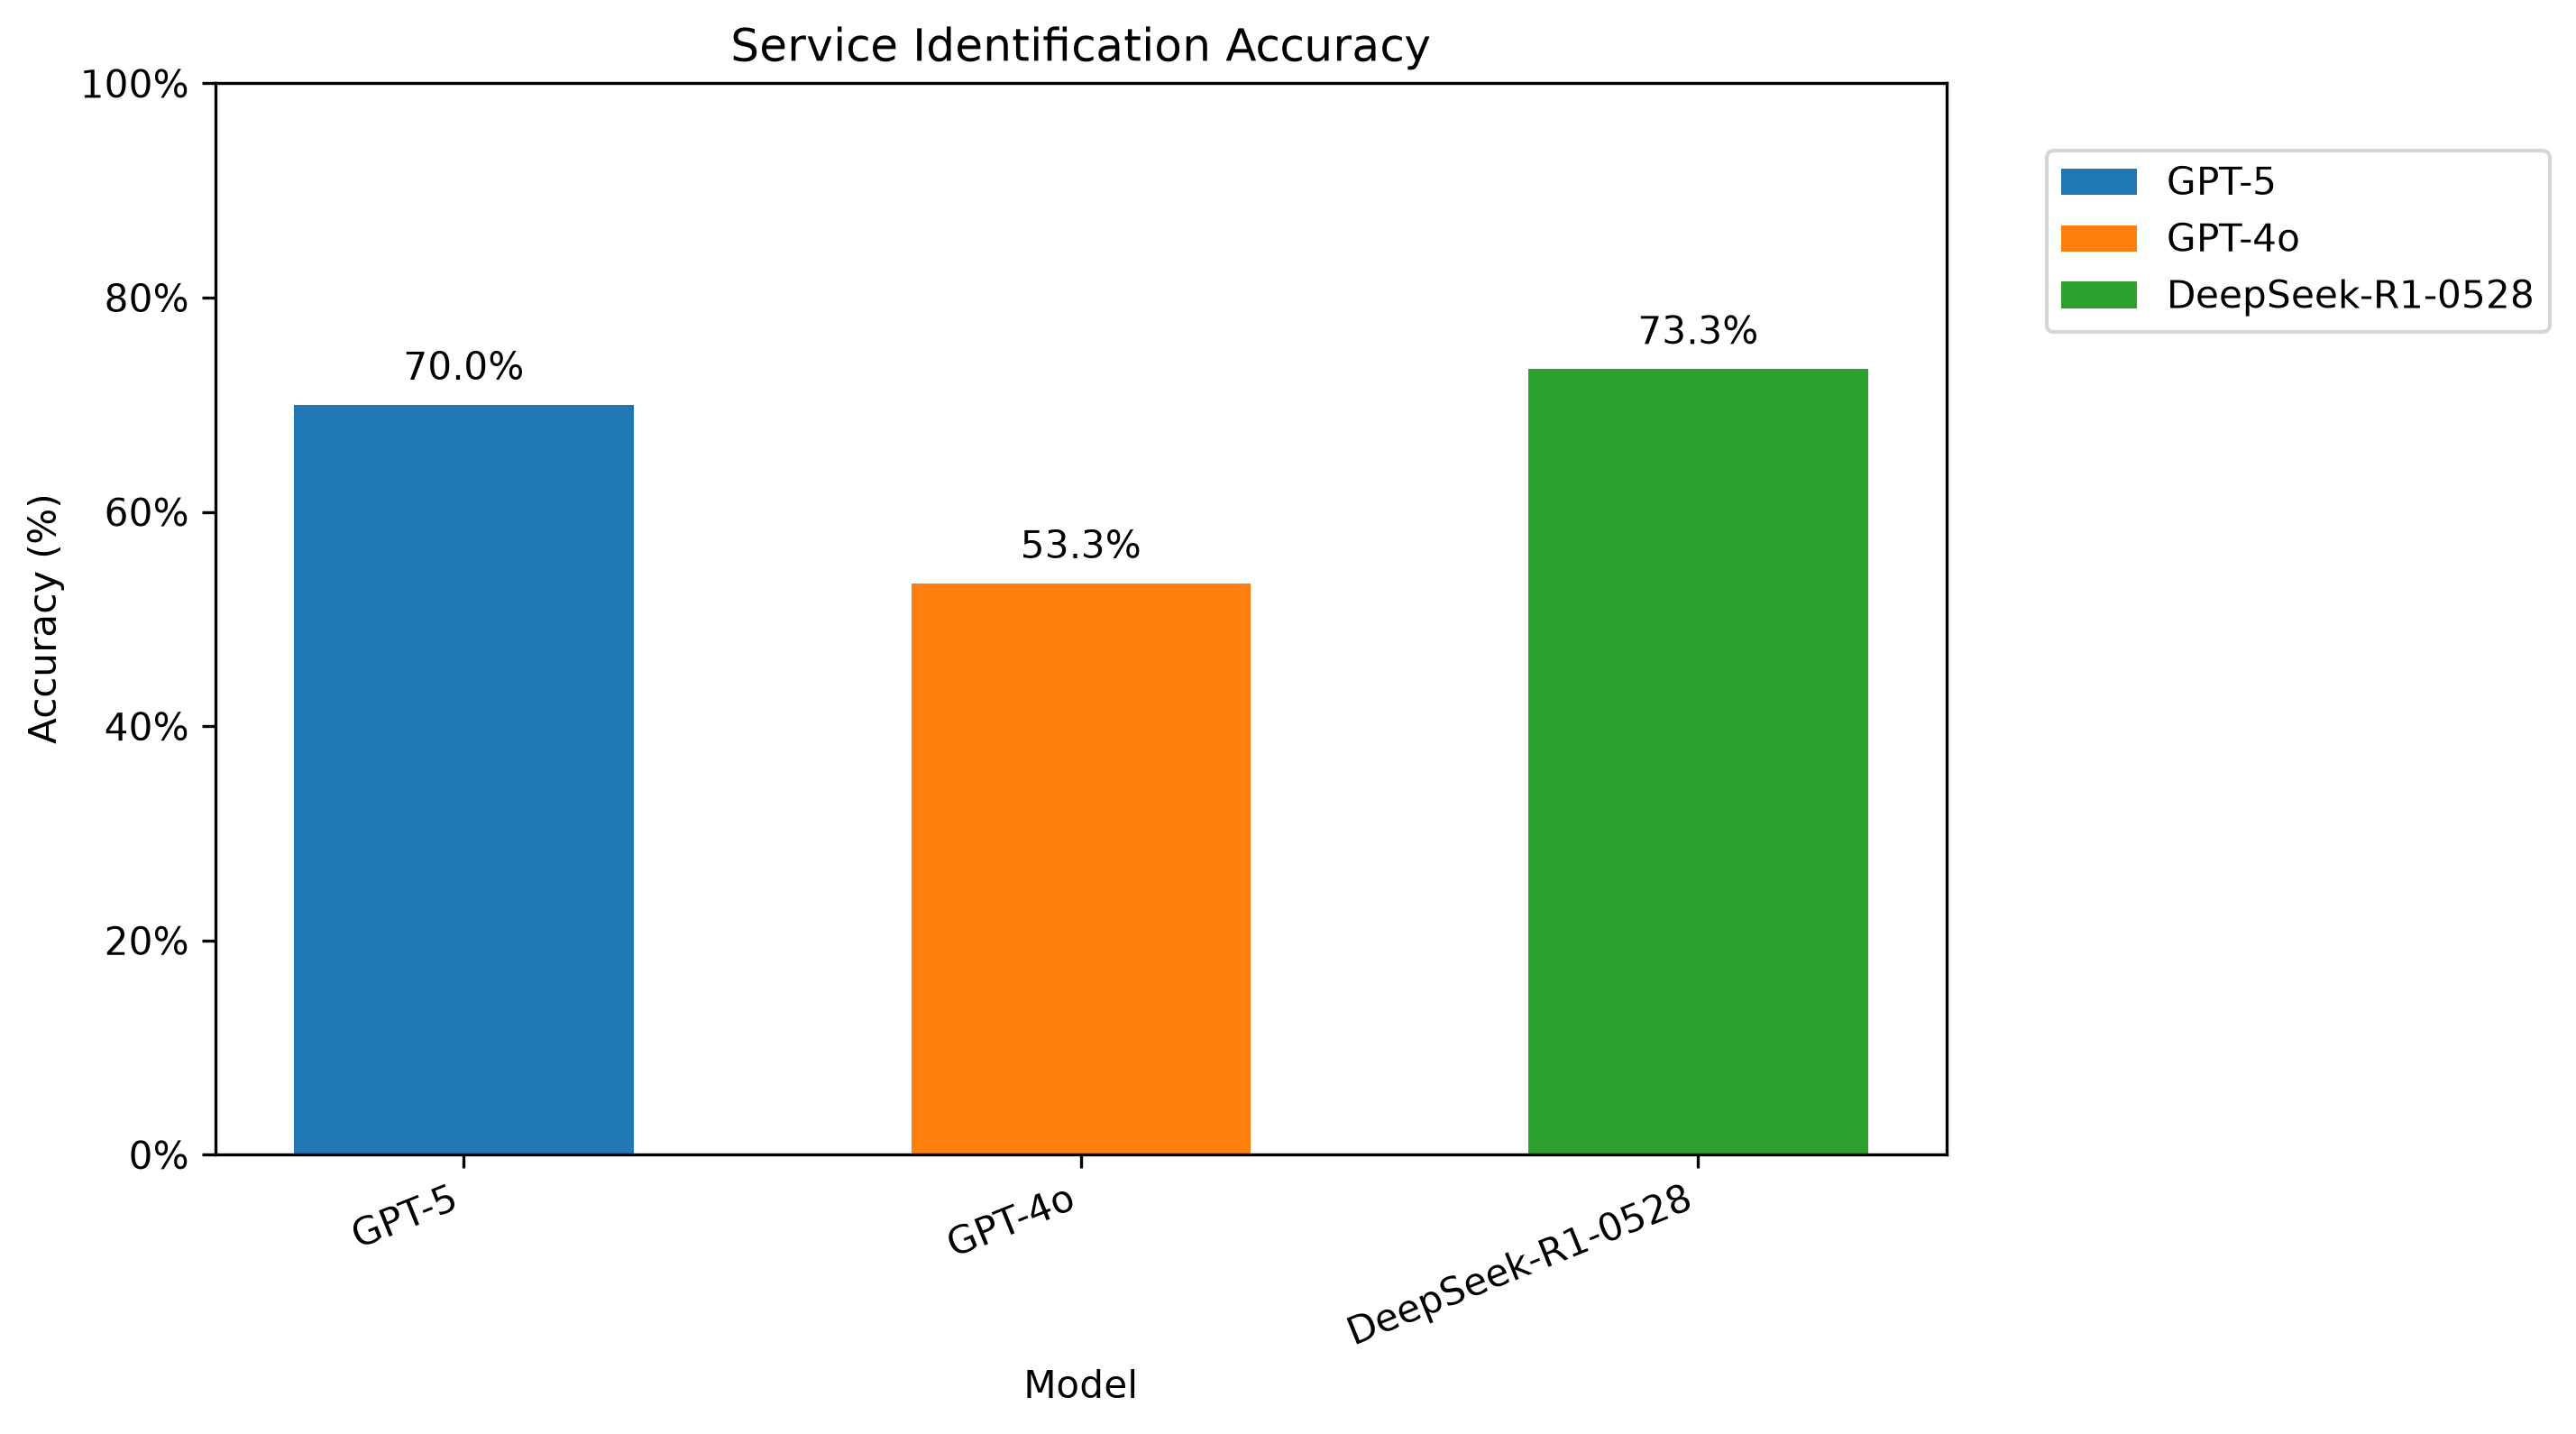 Service Identification Accuracy
100%
80%
60%
40%
20%
0%
Accuracy (%)
70.0%
53.3%
73.3%
GPT-5
GPT-4o
DeepSeek-R1-0528
Model
GPT-5
GPT-4o
DeepSeek-R1-0528